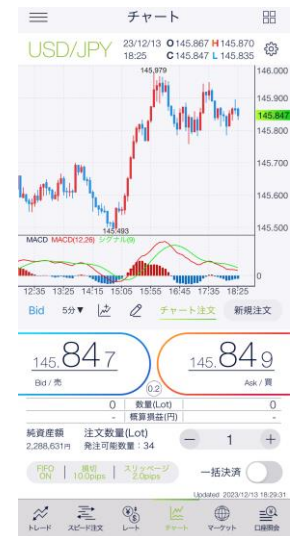 チャート
USD/JPY 23/12/13 18:25 O 145.867 H 145.870 C 145.847 L 145.835
145.979
146.000
145.900
145.847
145.800
145.700
145.600
145.500
145.493
MACD MACD(12,26) シグナル(9)
0
12:35 13:25 14:15 15:05 15:55 16:45 17:35 18:25
Bid 5分▼ チャート注文 新規注文
145.847 145.849
Bid / 売 0.2 Ask / 買
0 数量(Lot) 0
- 概算損益(円) -
純資産額 注文数量(Lot) − 1 +
2,288,631円 発注可能数量：34
FIFO ON 損切 10.0pips スリッページ 2.0pips 一括決済
Updated 2023/12/13 18:29:31
トレード スピード注文 レート チャート マーケット 口座照会